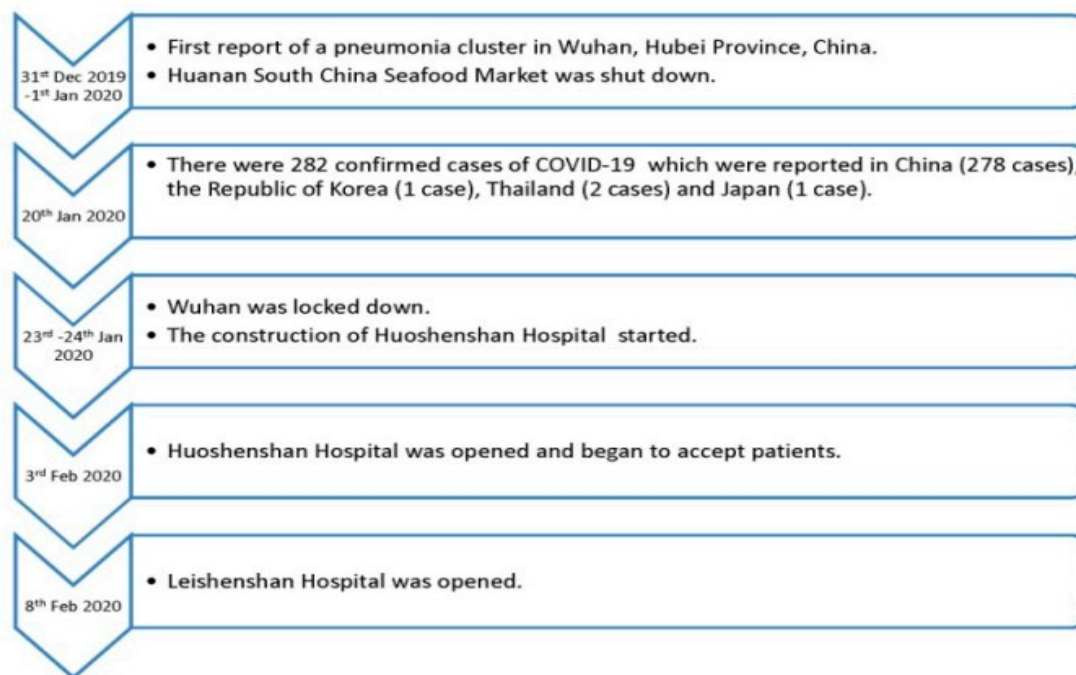 31st Dec 2019
-1st Jan 2020
• First report of a pneumonia cluster in Wuhan, Hubei Province, China.
• Huanan South China Seafood Market was shut down.
20th Jan 2020
• There were 282 confirmed cases of COVID-19 which were reported in China (278 cases),
the Republic of Korea (1 case), Thailand (2 cases) and Japan (1 case).
23rd -24th Jan
2020
• Wuhan was locked down.
• The construction of Huoshenshan Hospital started.
3rd Feb 2020
• Huoshenshan Hospital was opened and began to accept patients.
8th Feb 2020
• Leishenshan Hospital was opened.